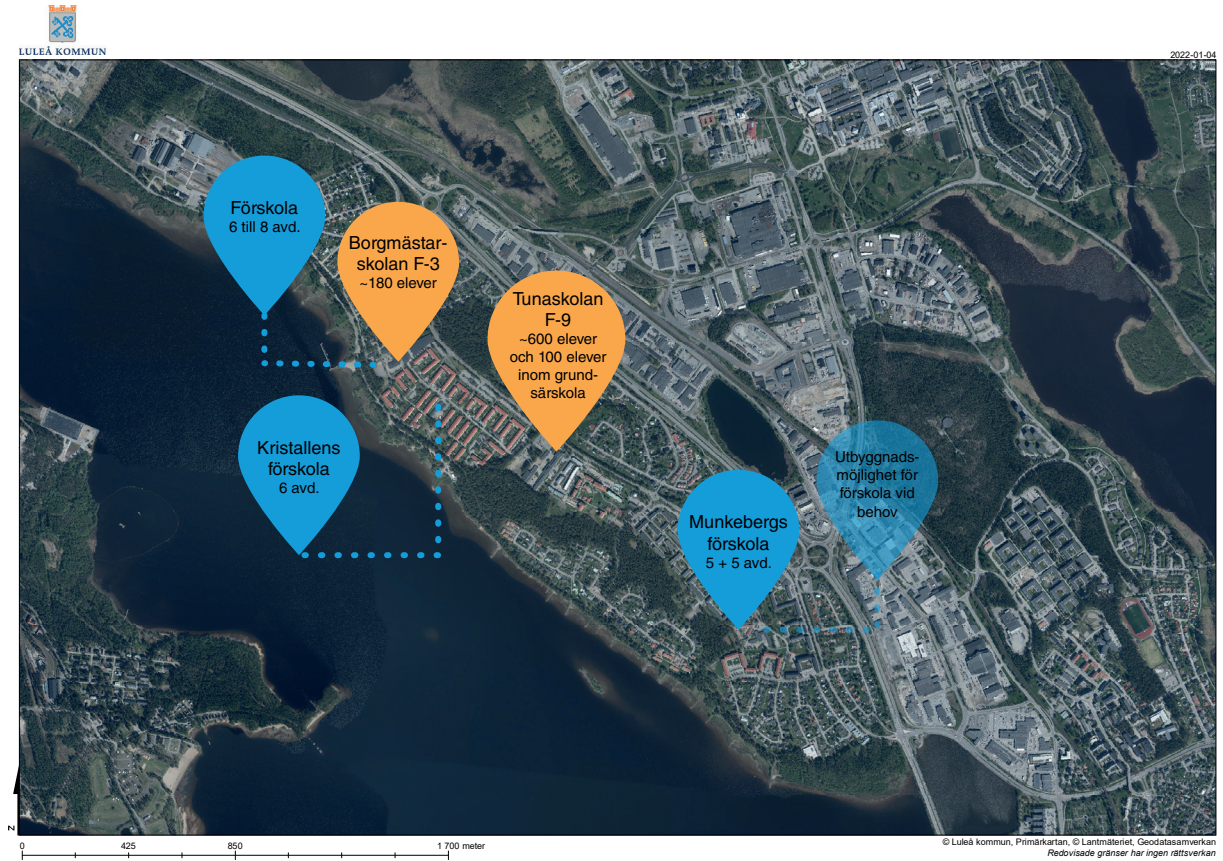 LULEÅ KOMMUN
2022-01-04
Förskola
6 till 8 avd.
Borgmästar-
skolan F-3
~180 elever
Tunaskolan
F-9
~600 elever
och 100 elever
inom grund-
särskola
Kristallens
förskola
6 avd.
Utbyggnads-
möjlighet för
förskola vid
behov
Munkebergs
förskola
5 + 5 avd.
N
0 425 850 1 700 meter
© Luleå kommun, Primärkartan, © Lantmäteriet, Geodatasamverkan
Redovisade gränser har ingen rättsverkan